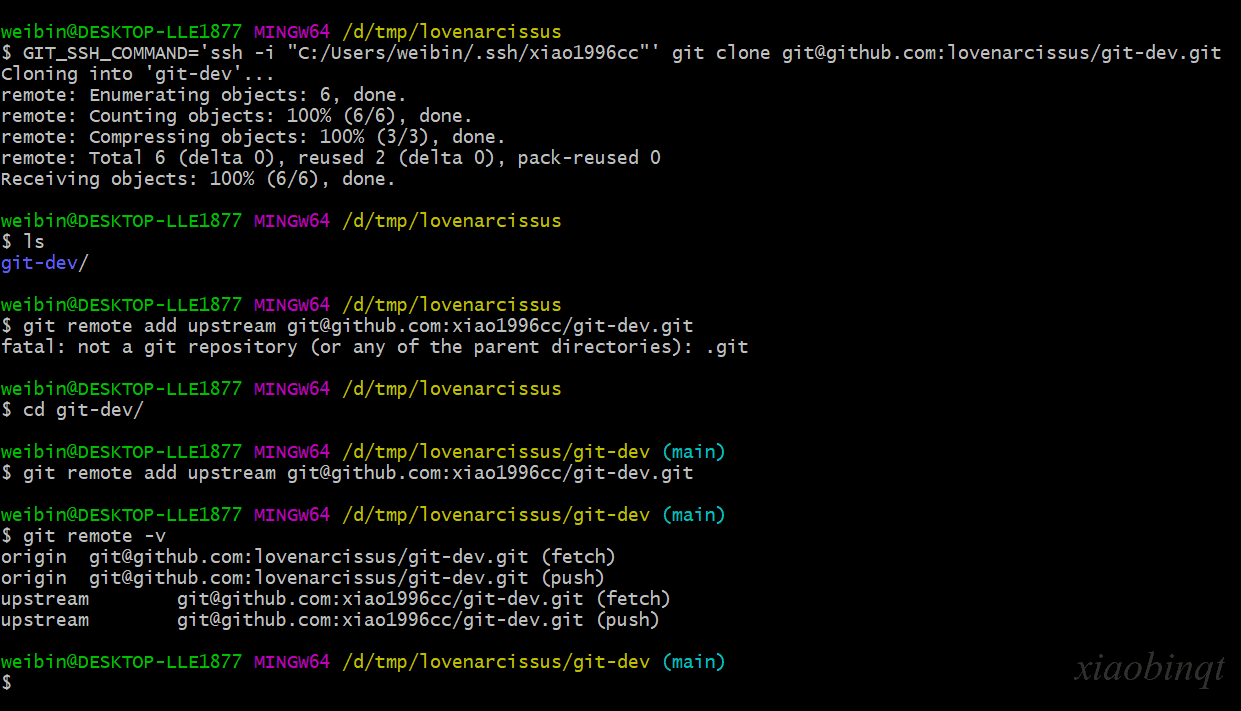 weibin@DESKTOP-LLE1877 MINGW64 /d/tmp/lovenarcissus
$ GIT_SSH_COMMAND='ssh -i "C:/Users/weibin/.ssh/xiao1996cc"' git clone git@github.com:lovenarcissus/git-dev.git
Cloning into 'git-dev'...
remote: Enumerating objects: 6, done.
remote: Counting objects: 100% (6/6), done.
remote: Compressing objects: 100% (3/3), done.
remote: Total 6 (delta 0), reused 2 (delta 0), pack-reused 0
Receiving objects: 100% (6/6), done.
weibin@DESKTOP-LLE1877 MINGW64 /d/tmp/lovenarcissus
$ ls
git-dev/
weibin@DESKTOP-LLE1877 MINGW64 /d/tmp/lovenarcissus
$ git remote add upstream git@github.com:xiao1996cc/git-dev.git
fatal: not a git repository (or any of the parent directories): .git
weibin@DESKTOP-LLE1877 MINGW64 /d/tmp/lovenarcissus
$ cd git-dev/
weibin@DESKTOP-LLE1877 MINGW64 /d/tmp/lovenarcissus/git-dev (main)
$ git remote add upstream git@github.com:xiao1996cc/git-dev.git
weibin@DESKTOP-LLE1877 MINGW64 /d/tmp/lovenarcissus/git-dev (main)
$ git remote -v
origin  git@github.com:lovenarcissus/git-dev.git (fetch)
origin  git@github.com:lovenarcissus/git-dev.git (push)
upstream        git@github.com:xiao1996cc/git-dev.git (fetch)
upstream        git@github.com:xiao1996cc/git-dev.git (push)
weibin@DESKTOP-LLE1877 MINGW64 /d/tmp/lovenarcissus/git-dev (main)
$
xiaobinqt